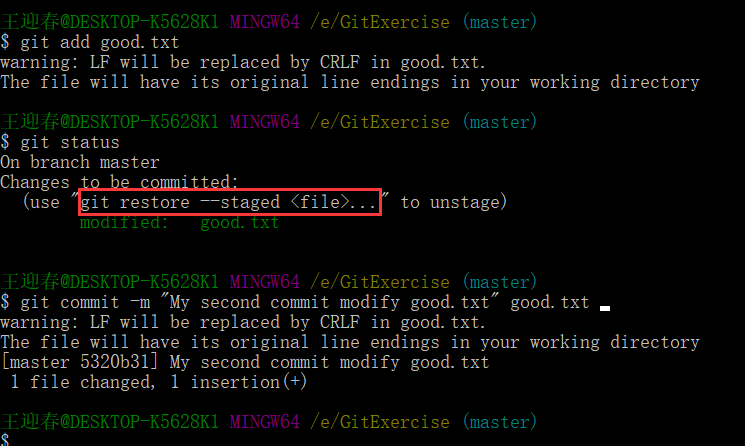 王迎春@DESKTOP-K5628K1 MINGW64 /e/GitExercise (master)
$ git add good.txt
warning: LF will be replaced by CRLF in good.txt.
The file will have its original line endings in your working directory
王迎春@DESKTOP-K5628K1 MINGW64 /e/GitExercise (master)
$ git status
On branch master
Changes to be committed:
  (use "git restore --staged <file>..." to unstage)
        modified:   good.txt
王迎春@DESKTOP-K5628K1 MINGW64 /e/GitExercise (master)
$ git commit -m "My second commit modify good.txt" good.txt
warning: LF will be replaced by CRLF in good.txt.
The file will have its original line endings in your working directory
[master 5320b31] My second commit modify good.txt
 1 file changed, 1 insertion(+)
王迎春@DESKTOP-K5628K1 MINGW64 /e/GitExercise (master)
$